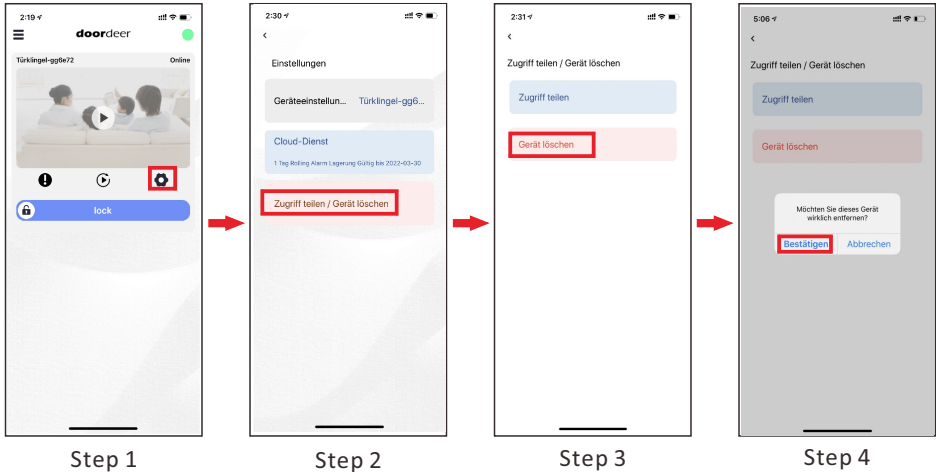 2:19
doordeer
Türklingel-gg6e72
Online
lock
Step 1
2:30
Einstellungen
Geräteeinstellun...
Türklingel-gg6...
Cloud-Dienst
1 Tag Rolling Alarm Lagerung Gültig bis 2022-03-30
Zugriff teilen / Gerät löschen
Step 2
2:31
Zugriff teilen / Gerät löschen
Zugriff teilen
Gerät löschen
Step 3
5:06
Zugriff teilen / Gerät löschen
Zugriff teilen
Gerät löschen
Möchten Sie dieses Gerät
wirklich entfernen?
Bestätigen
Abbrechen
Step 4